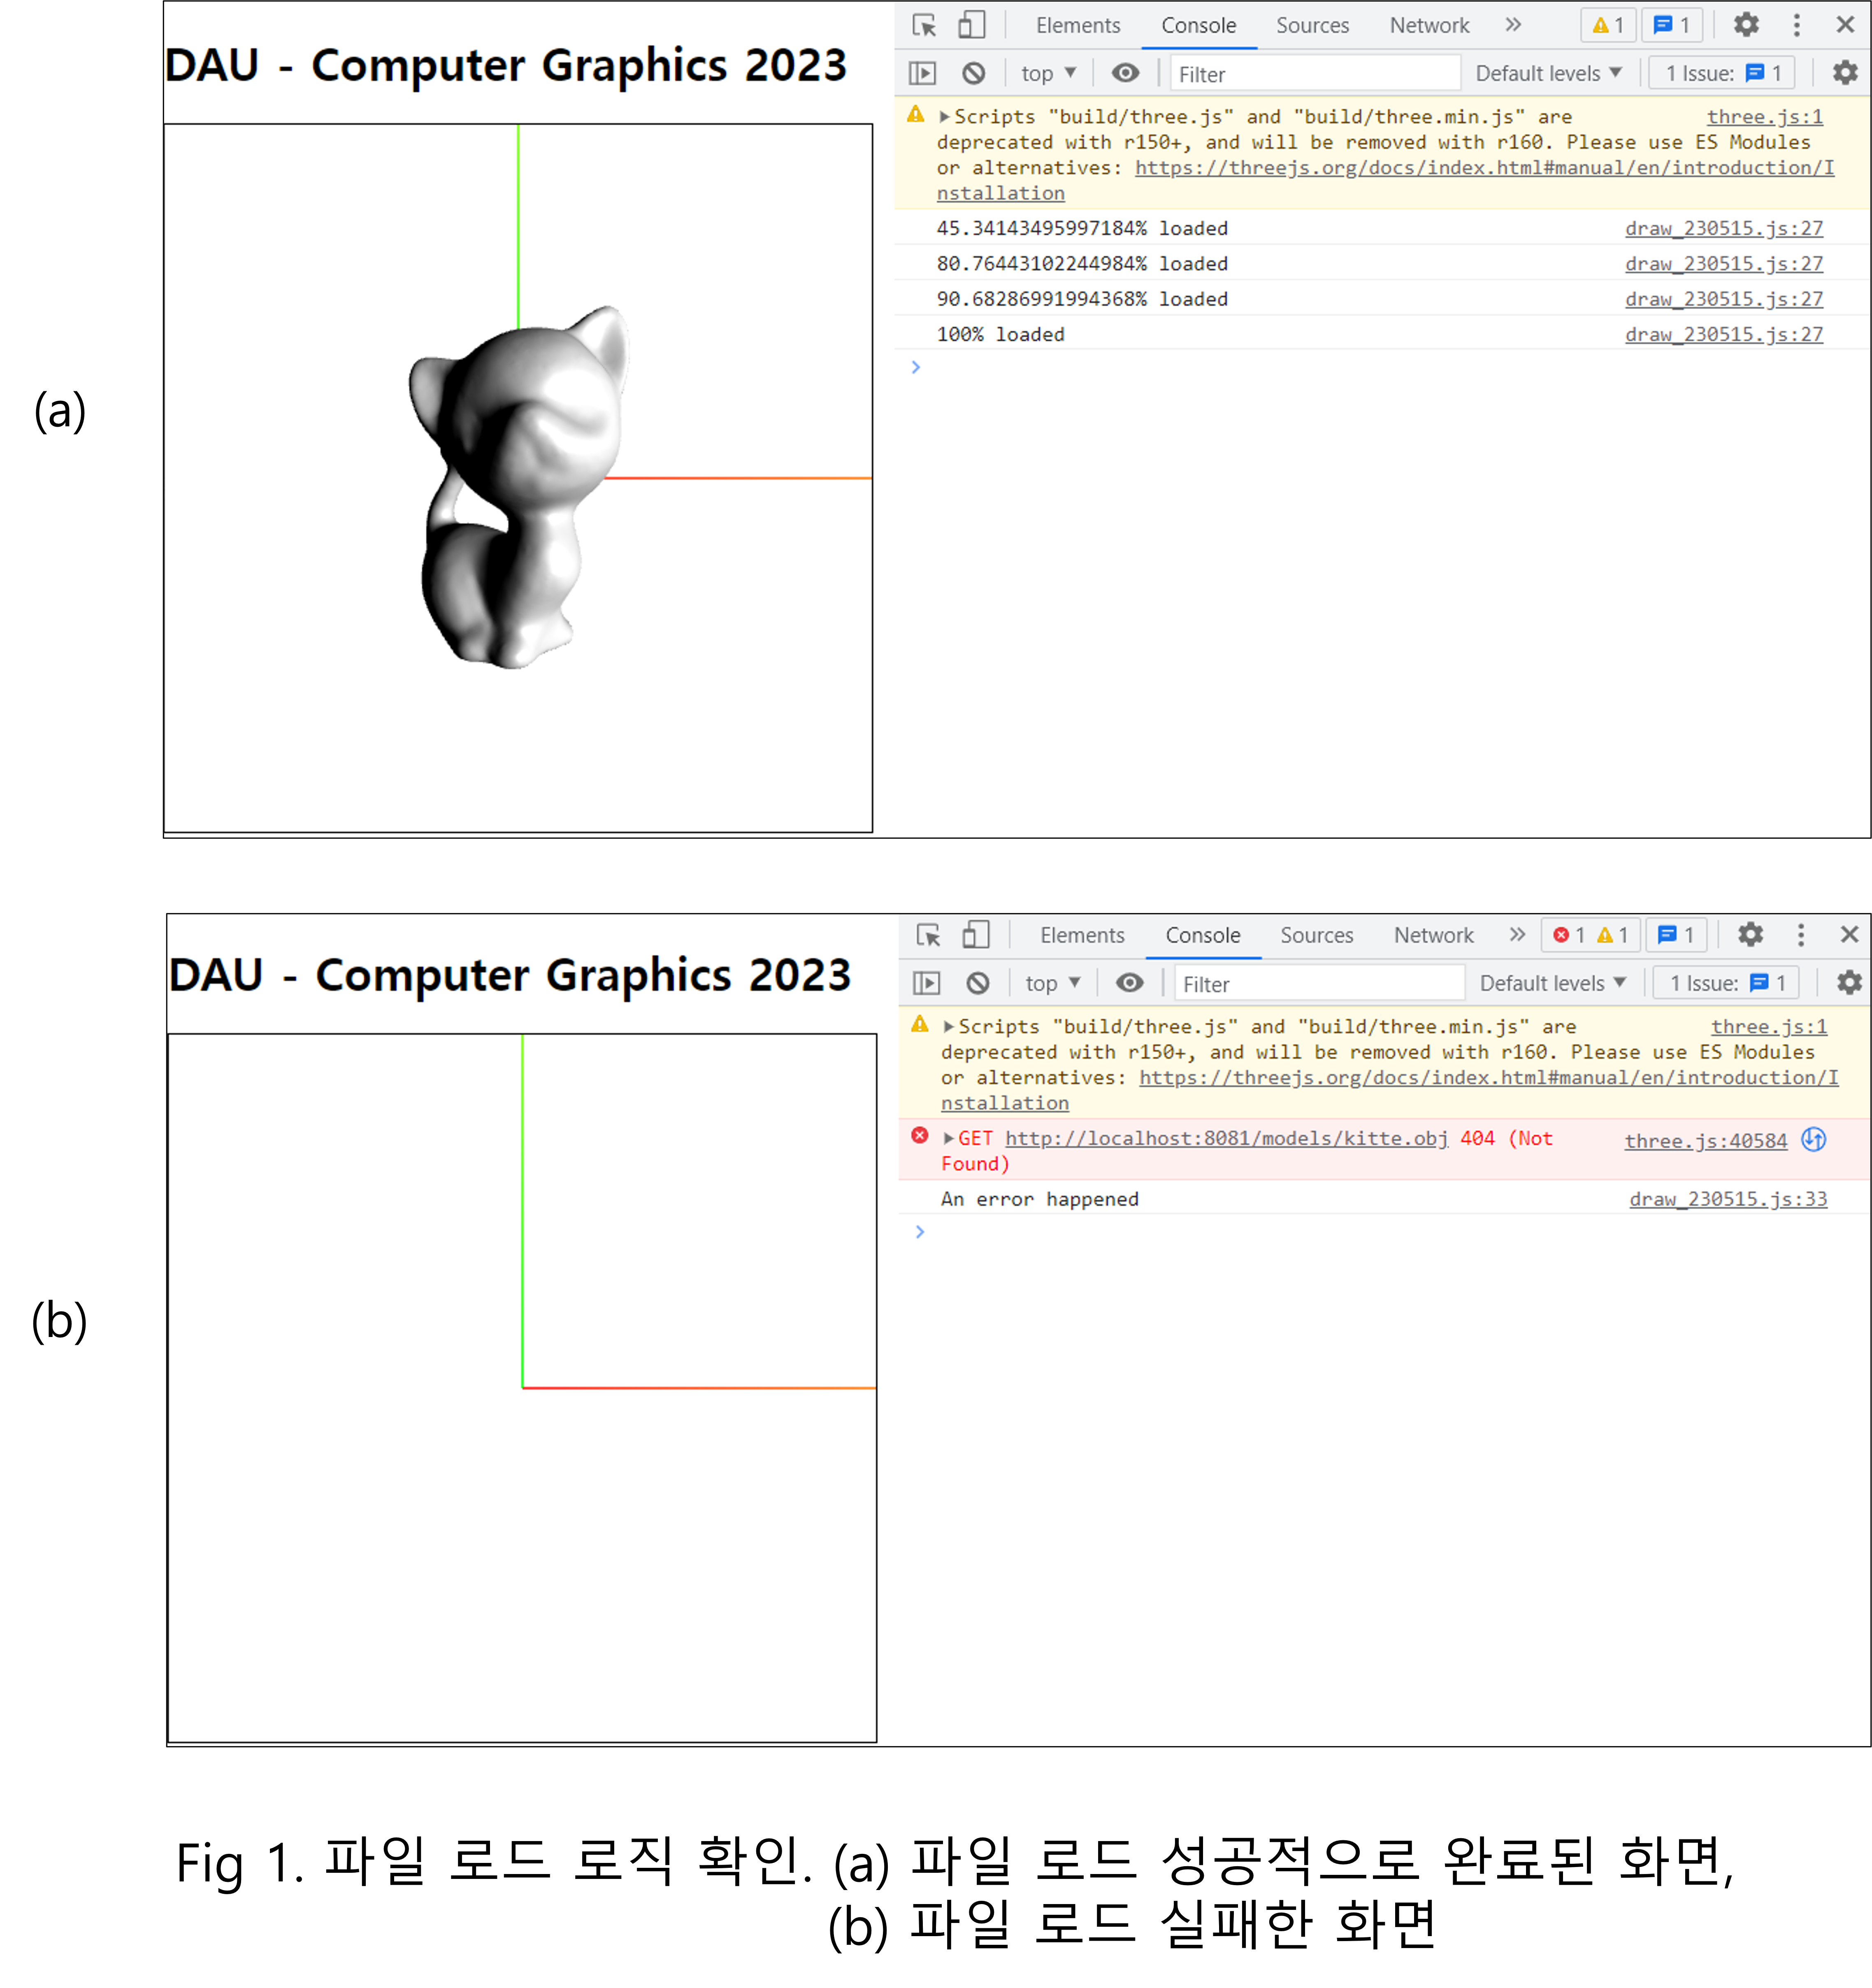 DAU - Computer Graphics 2023
Elements Console Sources Network 1 1
top Filter Default levels 1 Issue: 1
Scripts "build/three.js" and "build/three.min.js" are three.js:1
deprecated with r150+, and will be removed with r160. Please use ES Modules
or alternatives: https://threejs.org/docs/index.html#manual/en/introduction/I
nstallation
45.34143495997184% loaded draw_230515.js:27
80.76443102244984% loaded draw_230515.js:27
90.68286991994368% loaded draw_230515.js:27
100% loaded draw_230515.js:27
(a)
DAU - Computer Graphics 2023
Elements Console Sources Network 1 1 1
top Filter Default levels 1 Issue: 1
Scripts "build/three.js" and "build/three.min.js" are three.js:1
deprecated with r150+, and will be removed with r160. Please use ES Modules
or alternatives: https://threejs.org/docs/index.html#manual/en/introduction/I
nstallation
GET http://localhost:8081/models/kitte.obj 404 (Not three.js:40584
Found)
An error happened draw_230515.js:33
(b)
Fig 1. 파일 로드 로직 확인. (a) 파일 로드 성공적으로 완료된 화면,
(b) 파일 로드 실패한 화면